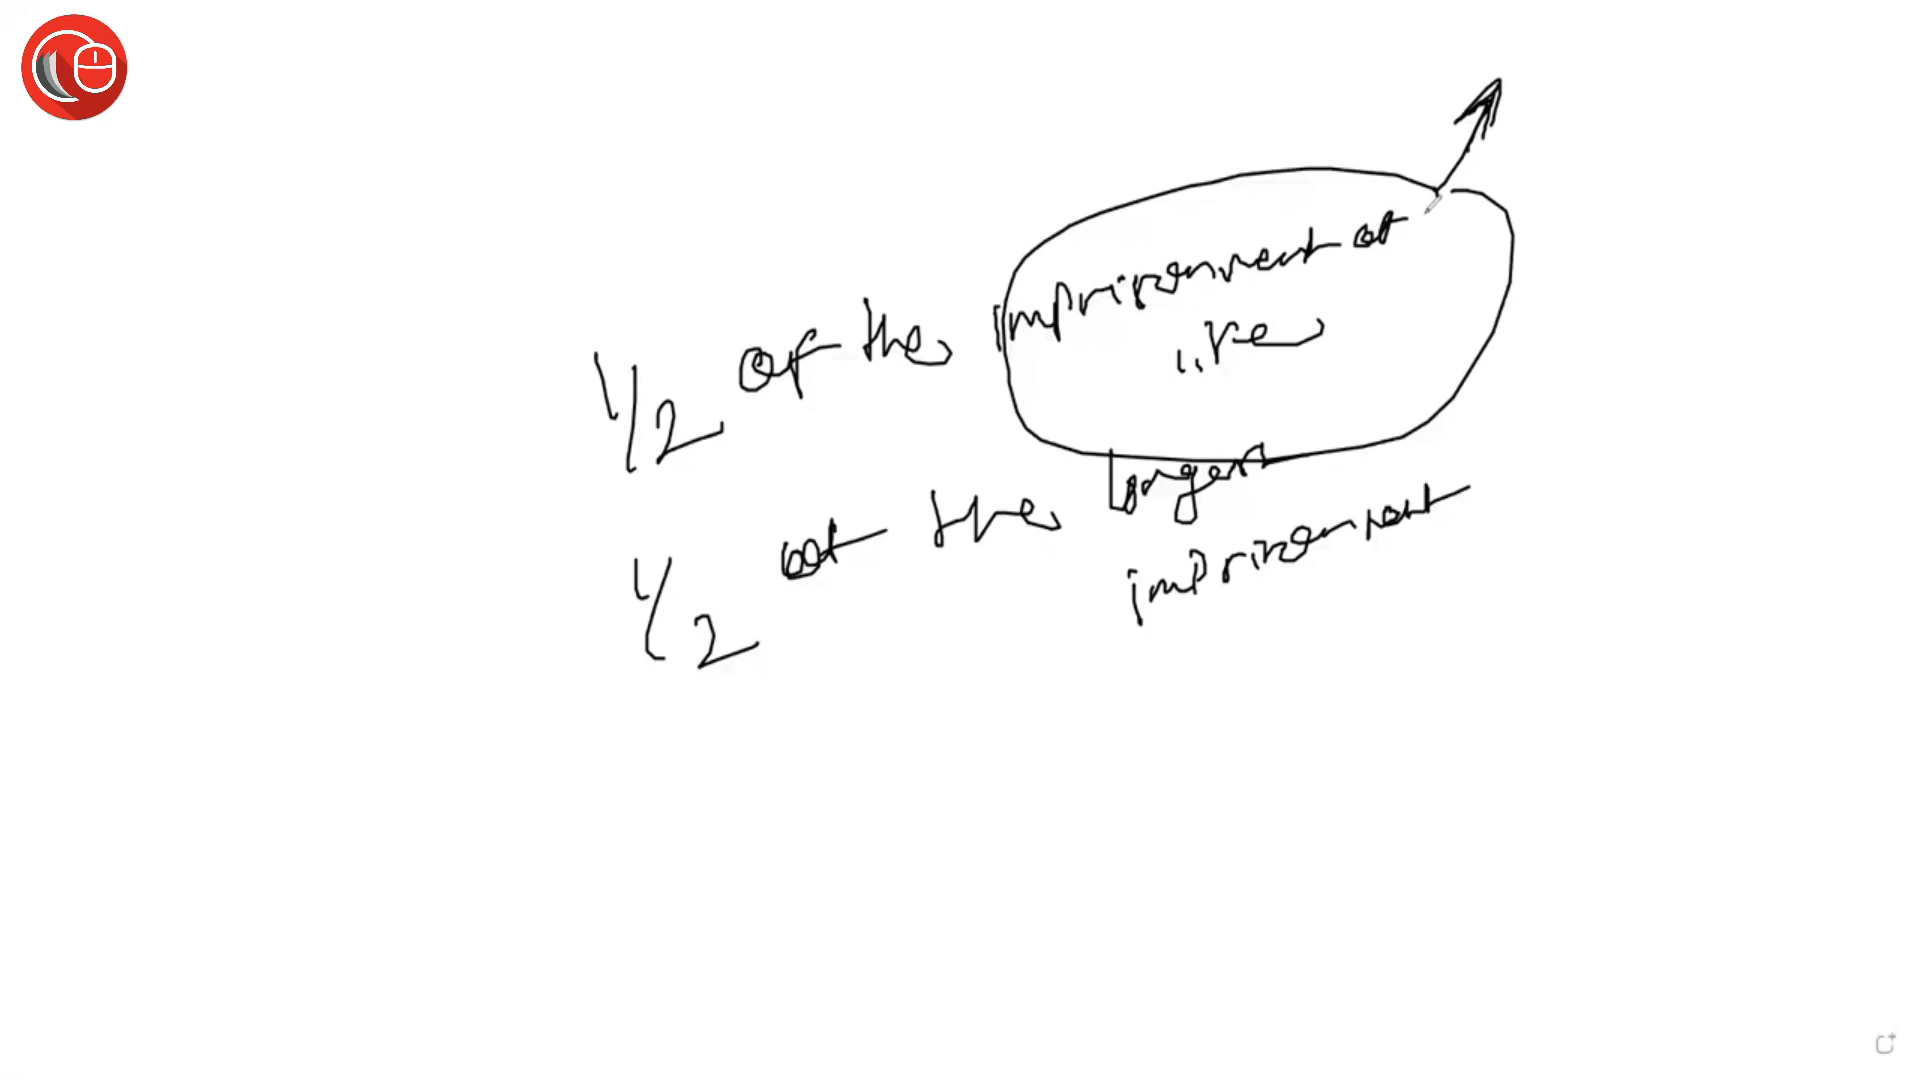 1/2 of the imprisonment of
life
1/2 of the longest
imprisonment